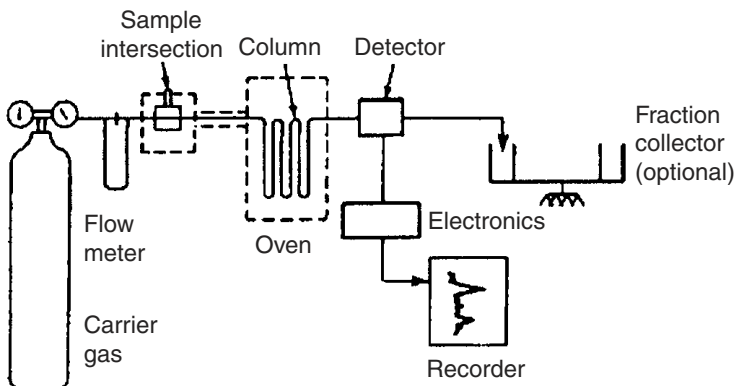 Sample
intersection
Column
Detector
Fraction
collector
(optional)
Flow
meter
Oven
Electronics
Carrier
gas
Recorder